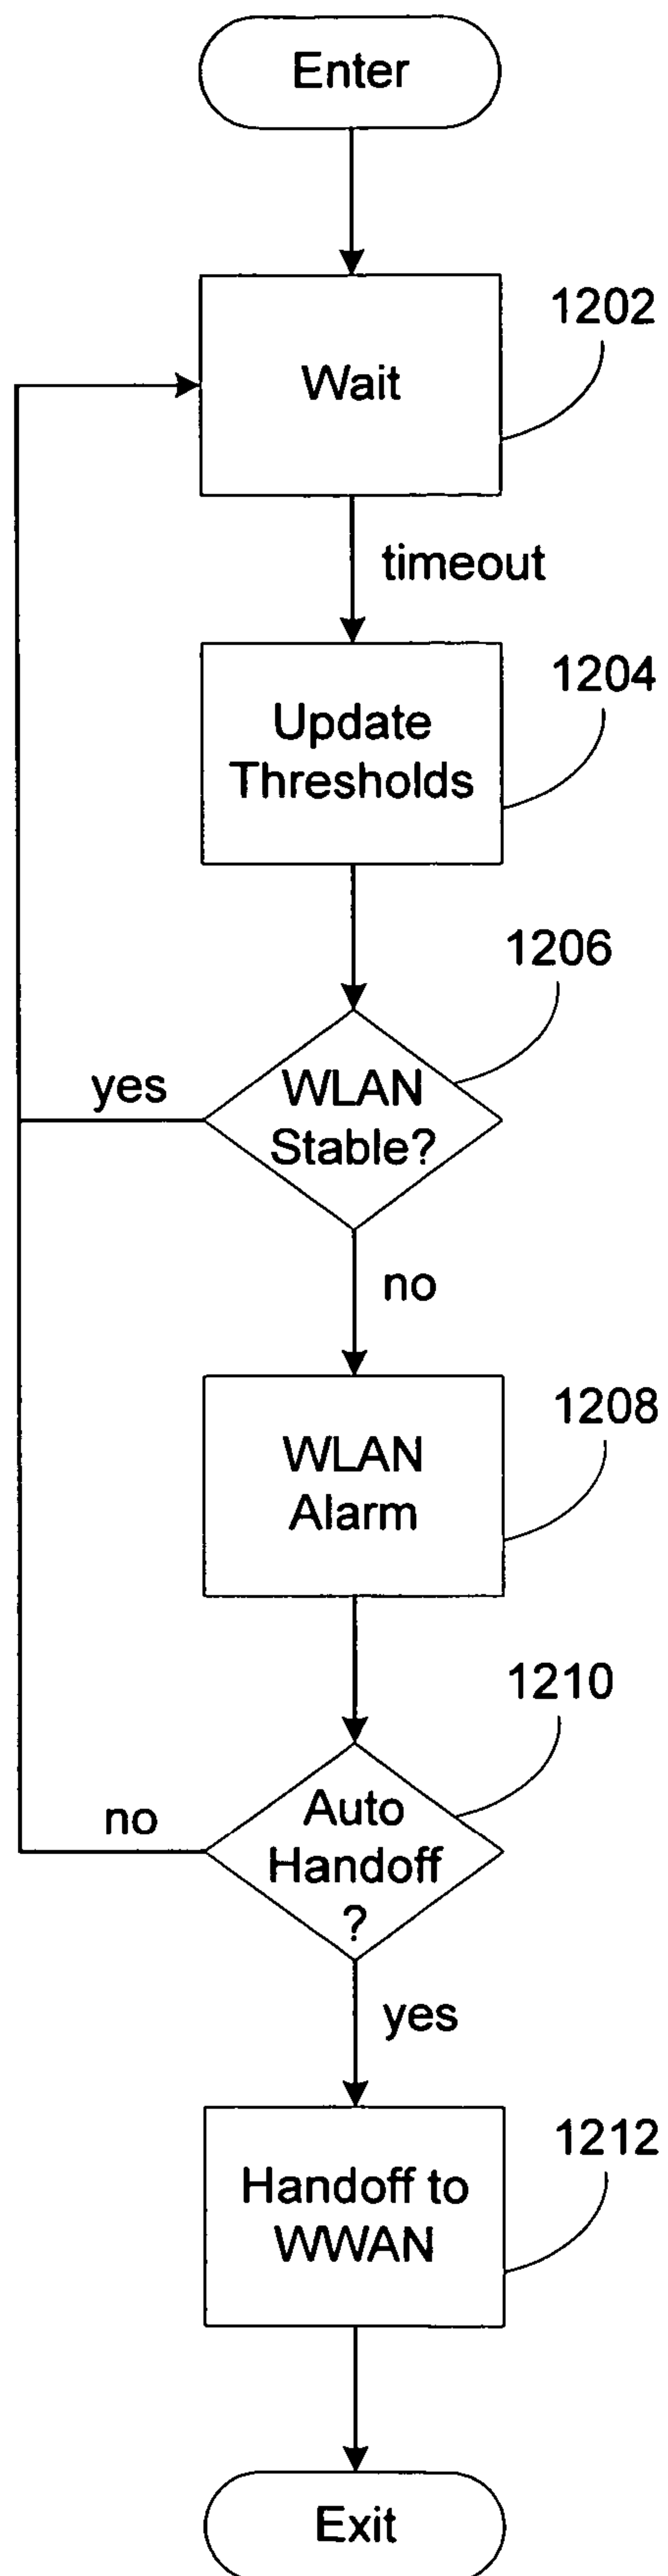 Enter
1202
Wait
timeout
1204
Update
Thresholds
1206
yes
WLAN
Stable?
no
1208
WLAN
Alarm
1210
no
Auto
Handoff
?
yes
1212
Handoff to
WWAN
Exit